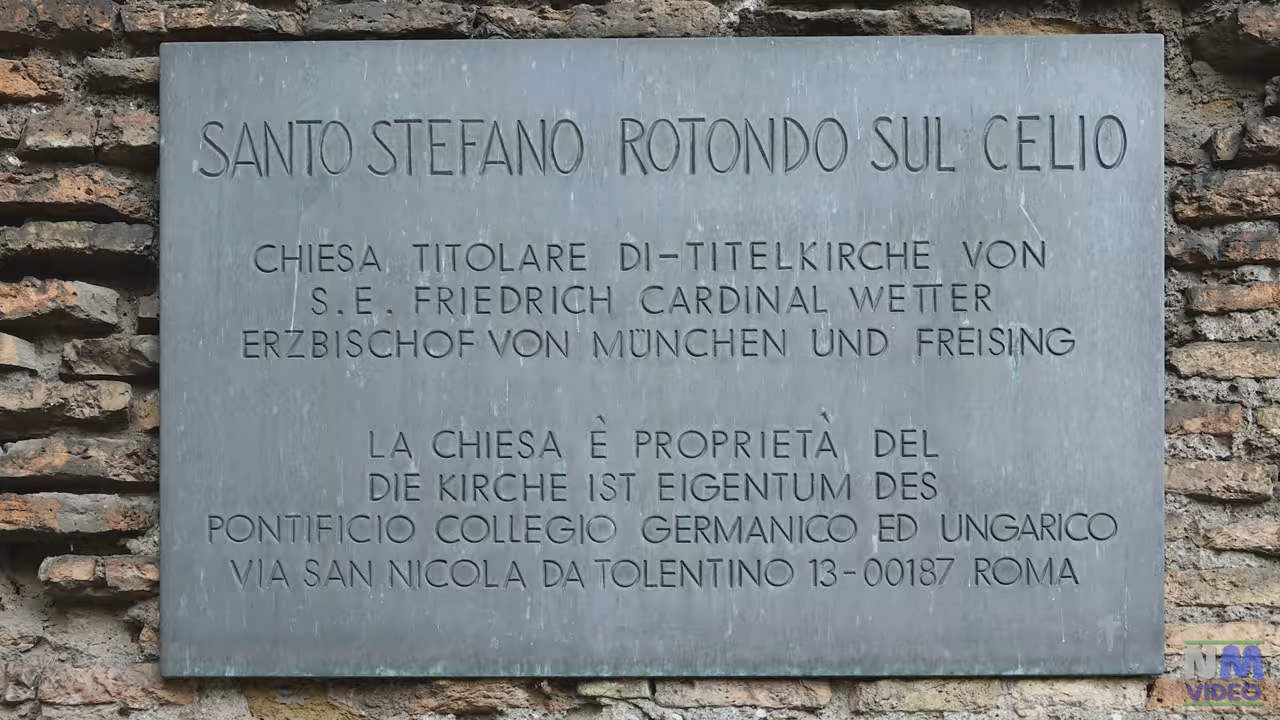 SANTO STEFANO ROTONDO SUL CELIO
CHIESA TITOLARE DI-TITELKIRCHE VON
S.E. FRIEDRICH CARDINAL WETTER
ERZBISCHOF VON MÜNCHEN UND FREISING
LA CHIESA È PROPRIETÀ DEL
DIE KIRCHE IST EIGENTUM DES
PONTIFICIO COLLEGIO GERMANICO ED UNGARICO
VIA SAN NICOLA DA TOLENTINO 13-00187 ROMA
NM
VIDEO